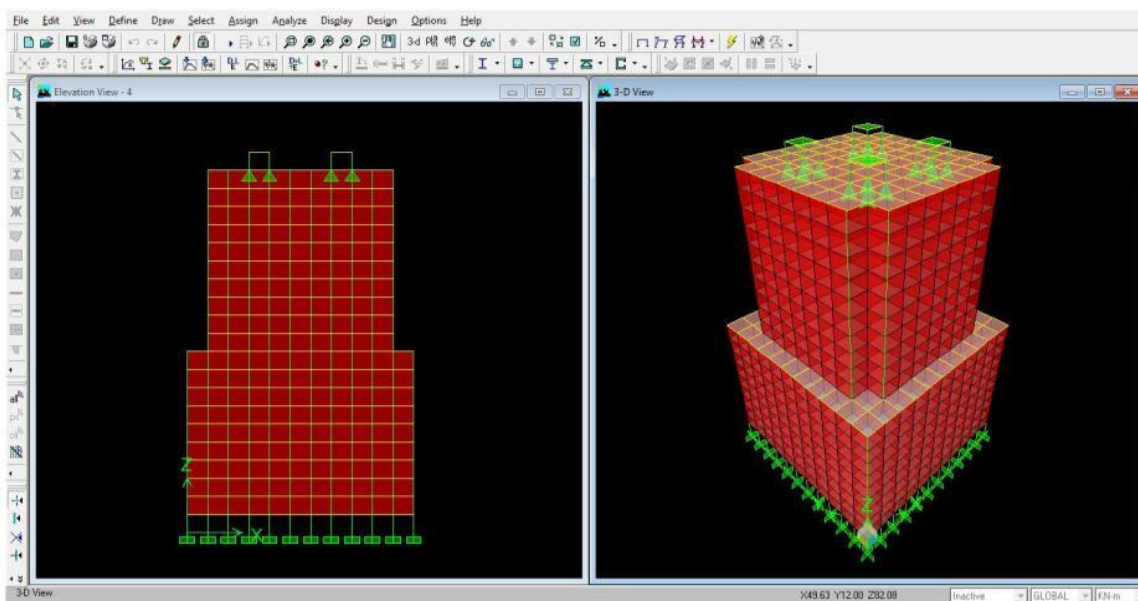 File Edit View Define Draw Select Assign Analyze Display Design Options Help
3-d
Elevation View - 4
3-D View
Z
X
Z
3-D View
X49.63 Y12.00 Z82.08
Inactive
GLOBAL
KN-m